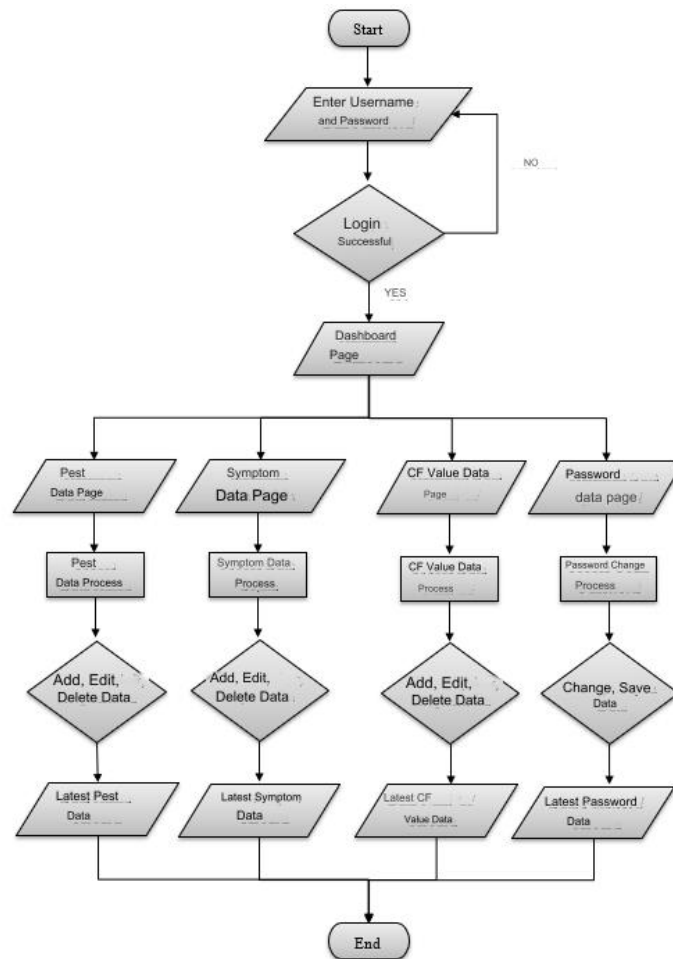 Start
Enter Username
and Password
NO
Login
Successful
YES
Dashboard
Page
Pest
Data Page
Symptom
Data Page
CF Value Data
Page
Password
data page
Pest
Data Process
Symptom Data
Process
CF Value Data
Process
Password Change
Process
Add, Edit,
Delete Data
Add, Edit,
Delete Data
Add, Edit,
Delete Data
Change, Save
Data
Latest Pest
Data
Latest Symptom
Data
Latest CF
Value Data
Latest Password
Data
End